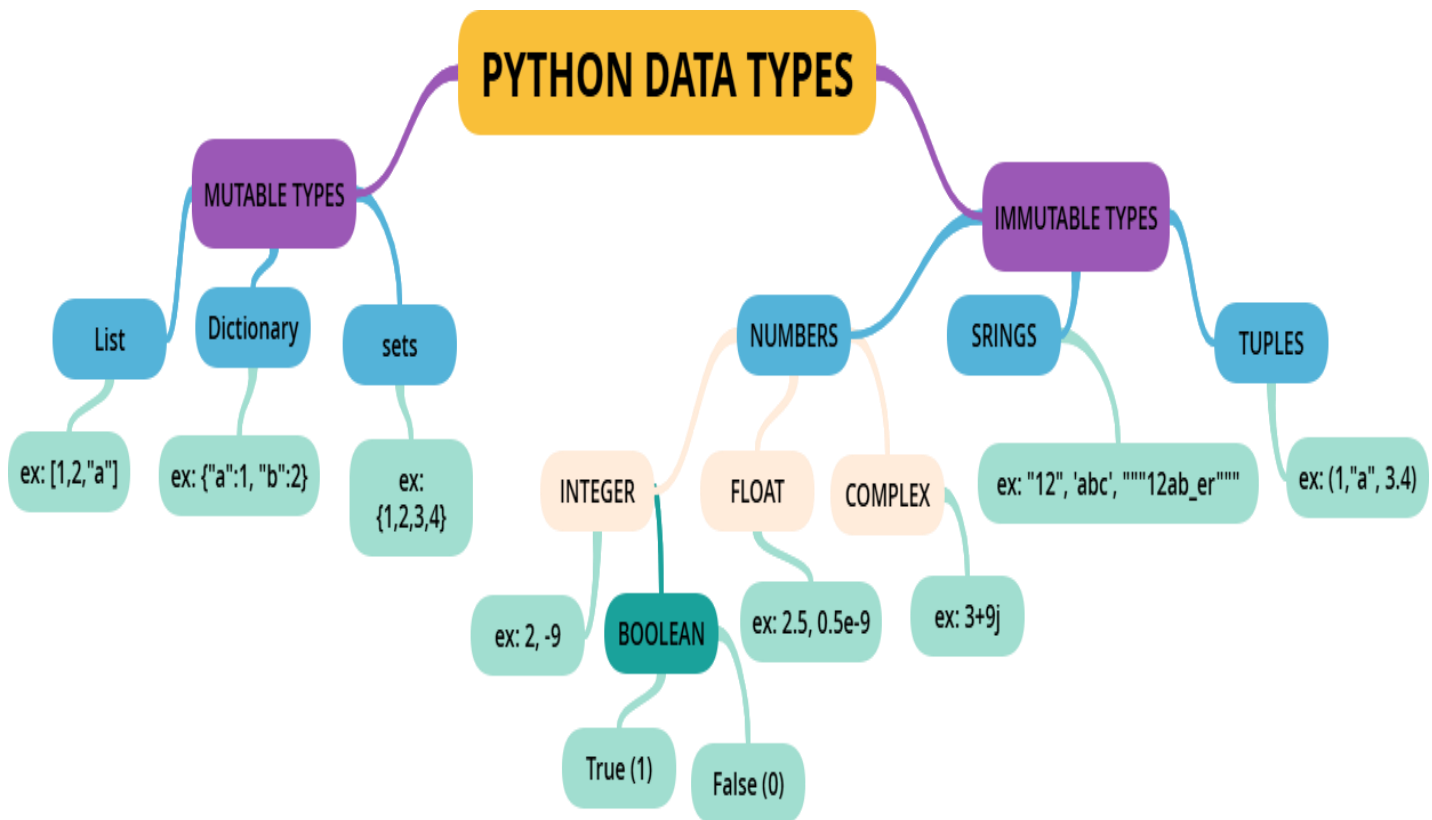 PYTHON DATA TYPES
MUTABLE TYPES
IMMUTABLE TYPES
List
Dictionary
sets
NUMBERS
SRINGS
TUPLES
ex: [1,2,"a"]
ex: {"a":1, "b":2}
ex:
{1,2,3,4}
INTEGER
FLOAT
COMPLEX
ex: "12", 'abc', """12ab_er"""
ex: (1,"a", 3.4)
ex: 2, -9
BOOLEAN
ex: 2.5, 0.5e-9
ex: 3+9j
True (1)
False (0)